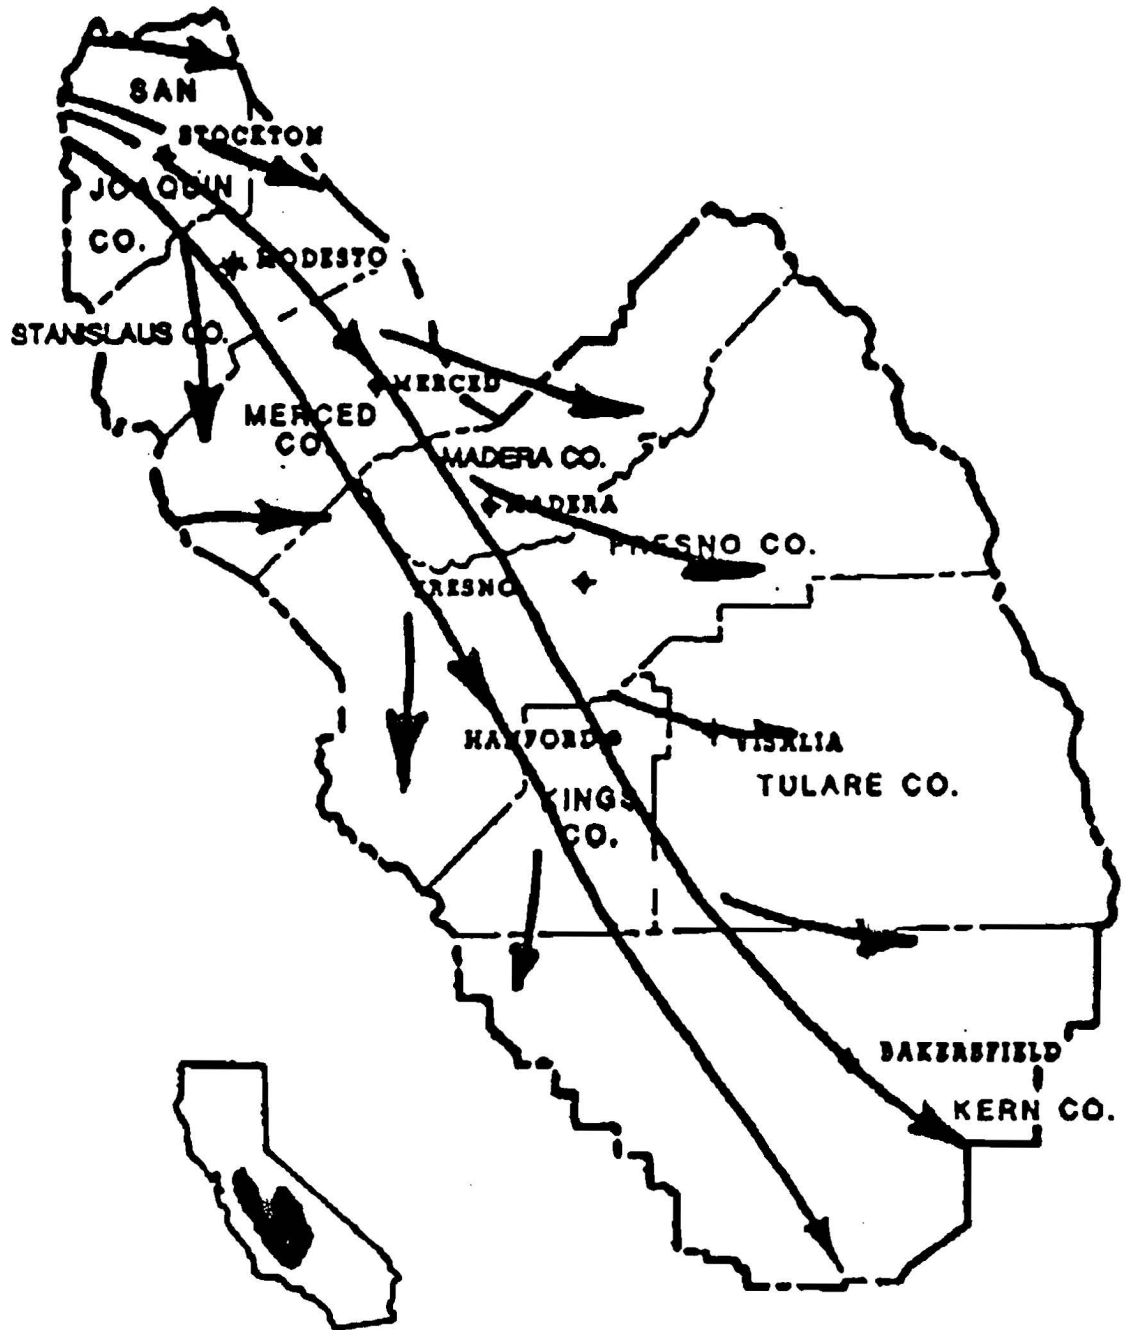 SAN
STOCKTON
JOAQUIN
CO.
MODESTO
STANISLAUS CO.
MERCED
MERCED
CO.
MADERA CO.
MADERA
FRESNO CO.
FRESNO
HANFORD
VISALIA
TULARE CO.
KINGS
CO.
BAKERSFIELD
KERN CO.